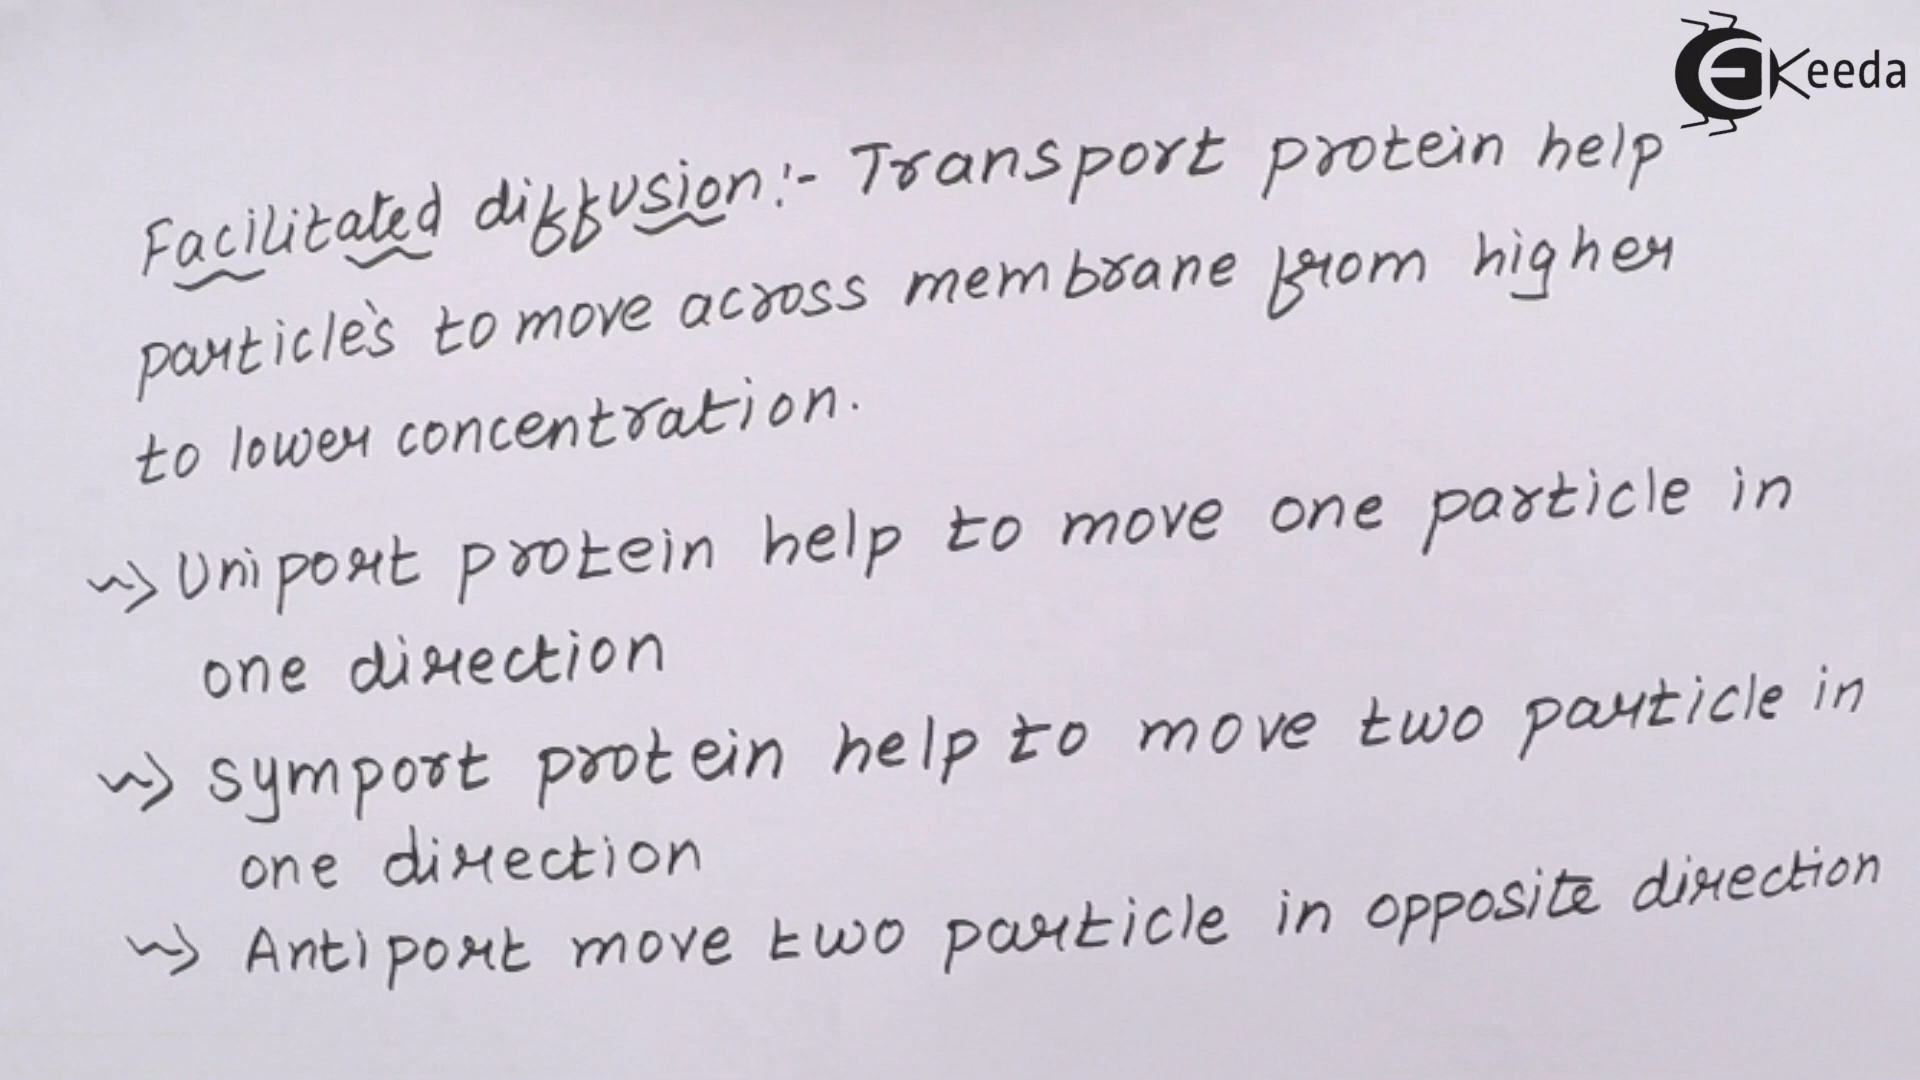 EKeeda
Facilitated diffusion:- Transport protein help
particle's to move across membrane from higher
to lower concentration.
Uniport protein help to move one particle in
one direction
Symport protein help to move two particle in
one direction
Antiport move two particle in opposite direction